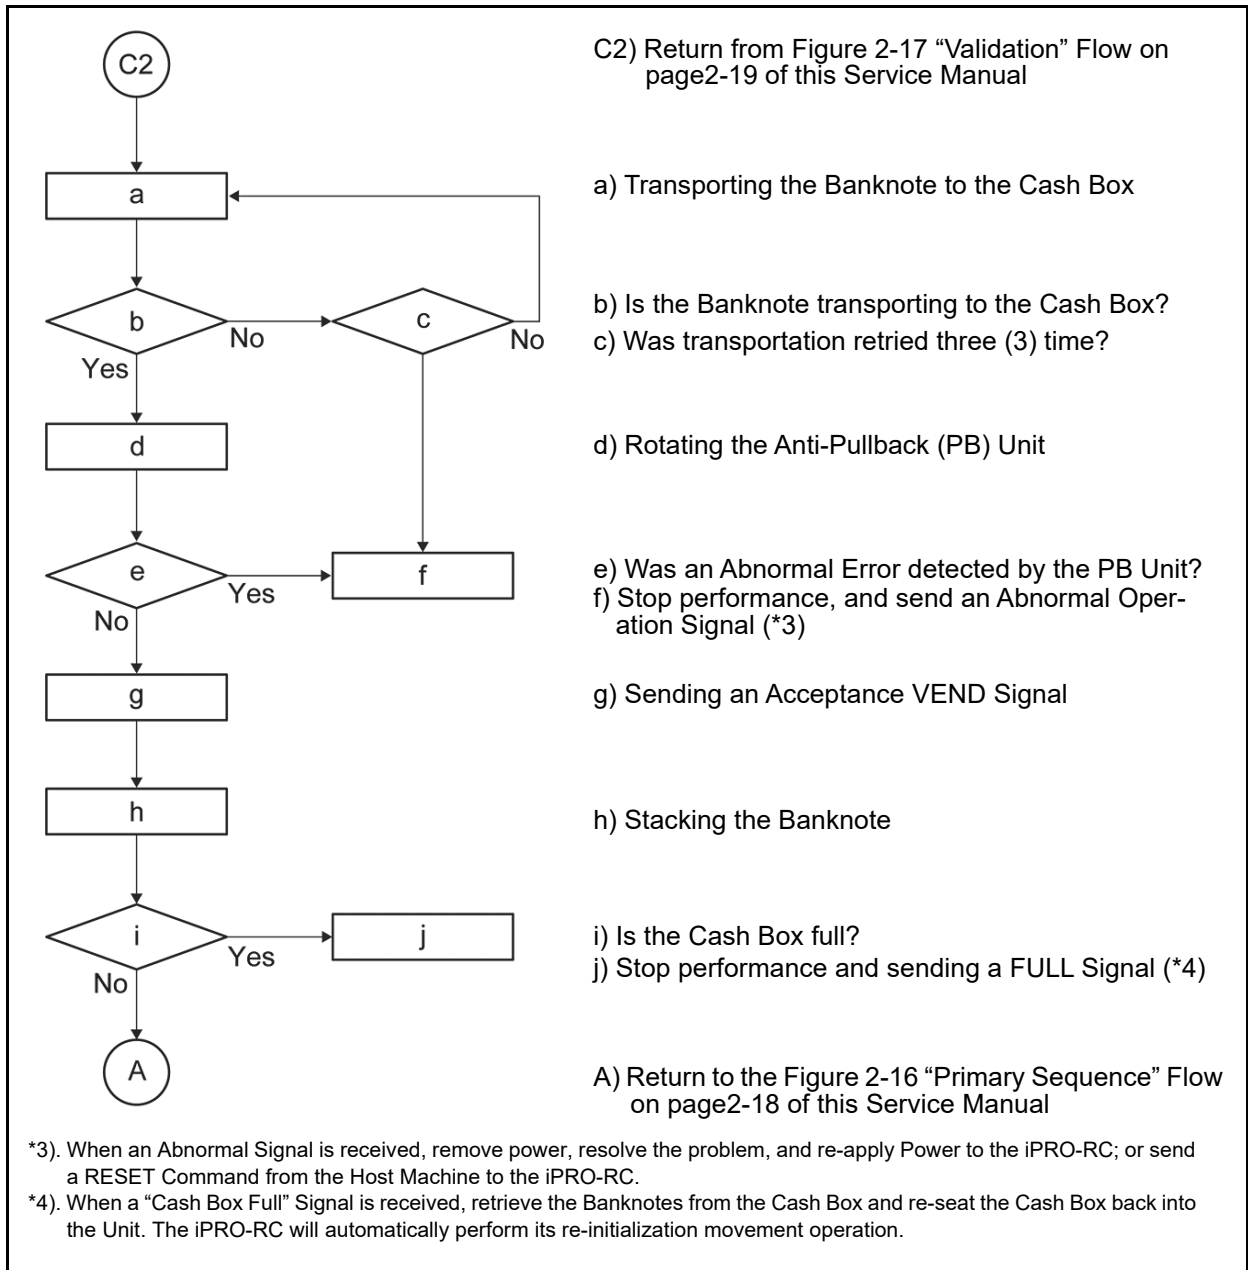 C2
C2) Return from Figure 2-17 “Validation” Flow on
page2-19 of this Service Manual
a
a) Transporting the Banknote to the Cash Box
b
No
Yes
c
No
b) Is the Banknote transporting to the Cash Box?
c) Was transportation retried three (3) time?
d
d) Rotating the Anti-Pullback (PB) Unit
e
Yes
No
f
e) Was an Abnormal Error detected by the PB Unit?
f) Stop performance, and send an Abnormal Oper-
ation Signal (*3)
g
g) Sending an Acceptance VEND Signal
h
h) Stacking the Banknote
i
Yes
No
j
i) Is the Cash Box full?
j) Stop performance and sending a FULL Signal (*4)
A
A) Return to the Figure 2-16 “Primary Sequence” Flow
on page2-18 of this Service Manual
*3). When an Abnormal Signal is received, remove power, resolve the problem, and re-apply Power to the iPRO-RC; or send
a RESET Command from the Host Machine to the iPRO-RC.
*4). When a “Cash Box Full” Signal is received, retrieve the Banknotes from the Cash Box and re-seat the Cash Box back into
the Unit. The iPRO-RC will automatically perform its re-initialization movement operation.